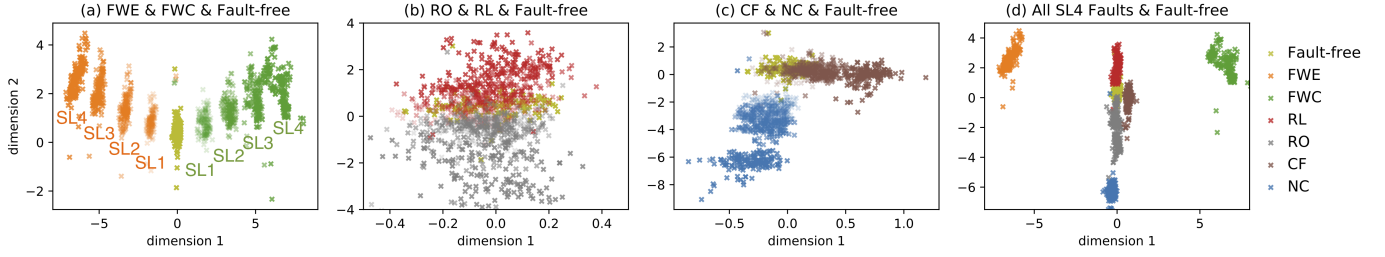 (a) FWE & FWC & Fault-free
(b) RO & RL & Fault-free
(c) CF & NC & Fault-free
(d) All SL4 Faults & Fault-free
dimension 2
4
2
0
−2
SL4
SL3
SL2
SL1
SL1
SL2
SL3
SL4
−5
0
5
dimension 1
4
2
0
−2
−4
−0.4
−0.2
0.0
0.2
0.4
dimension 1
2
0
−2
−4
−6
−8
−0.5
0.0
0.5
1.0
dimension 1
4
2
0
−2
−4
−6
−5
0
5
dimension 1
Fault-free
FWE
FWC
RL
RO
CF
NC